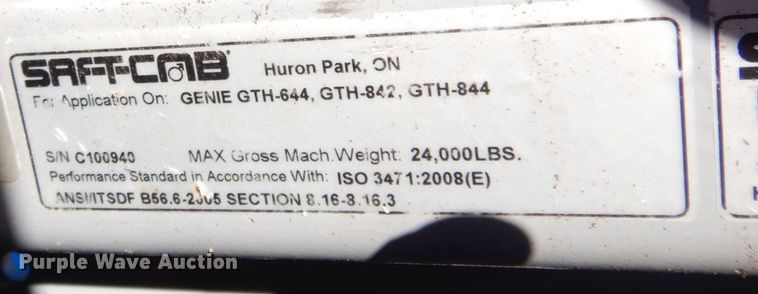 SAFT-CAB Huron Park, ON
For Application On: GENIE GTH-644, GTH-842, GTH-844
S/N C100940 MAX Gross Mach.Weight: 24,000LBS.
Performance Standard in Accordance With: ISO 3471:2008(E)
ANSI/ITSDF B56.6-2005 SECTION 8.16-8.16.3
Purple Wave Auction